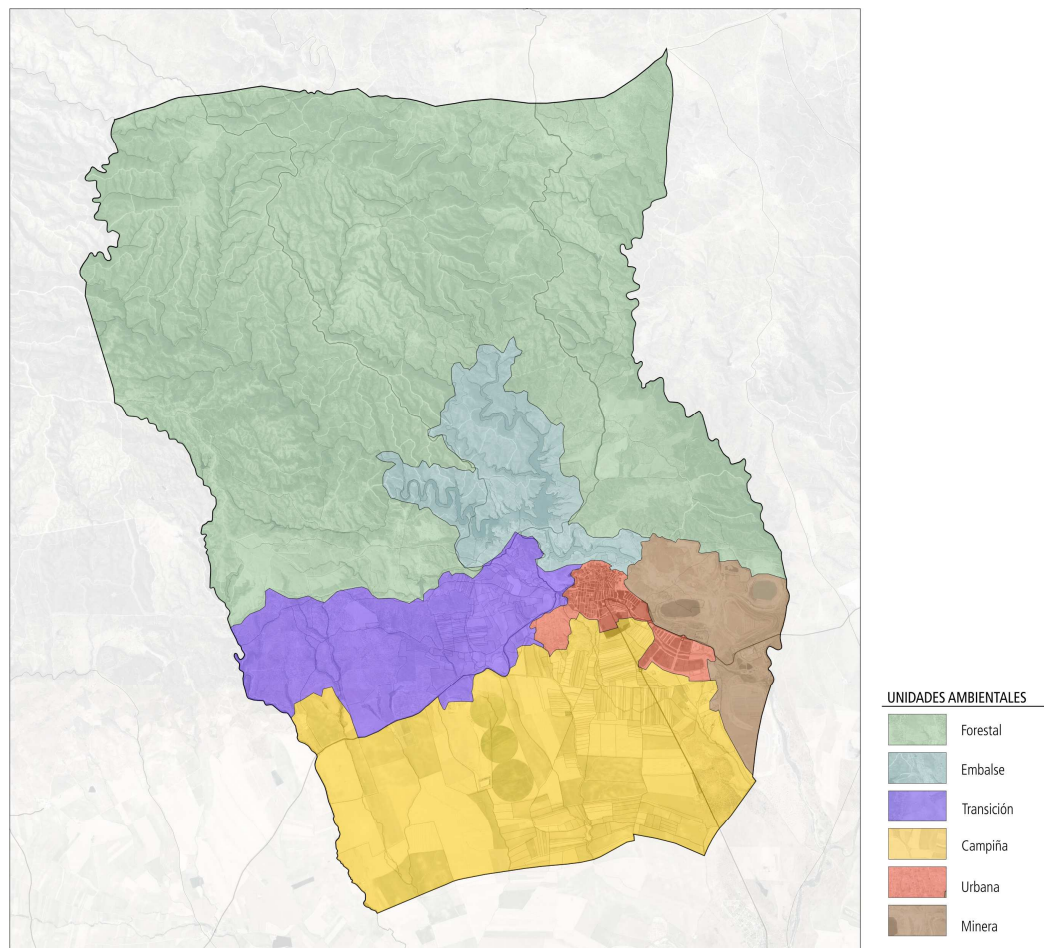 UNIDADES AMBIENTALES
Forestal
Embalse
Transición
Campiña
Urbana
Minera